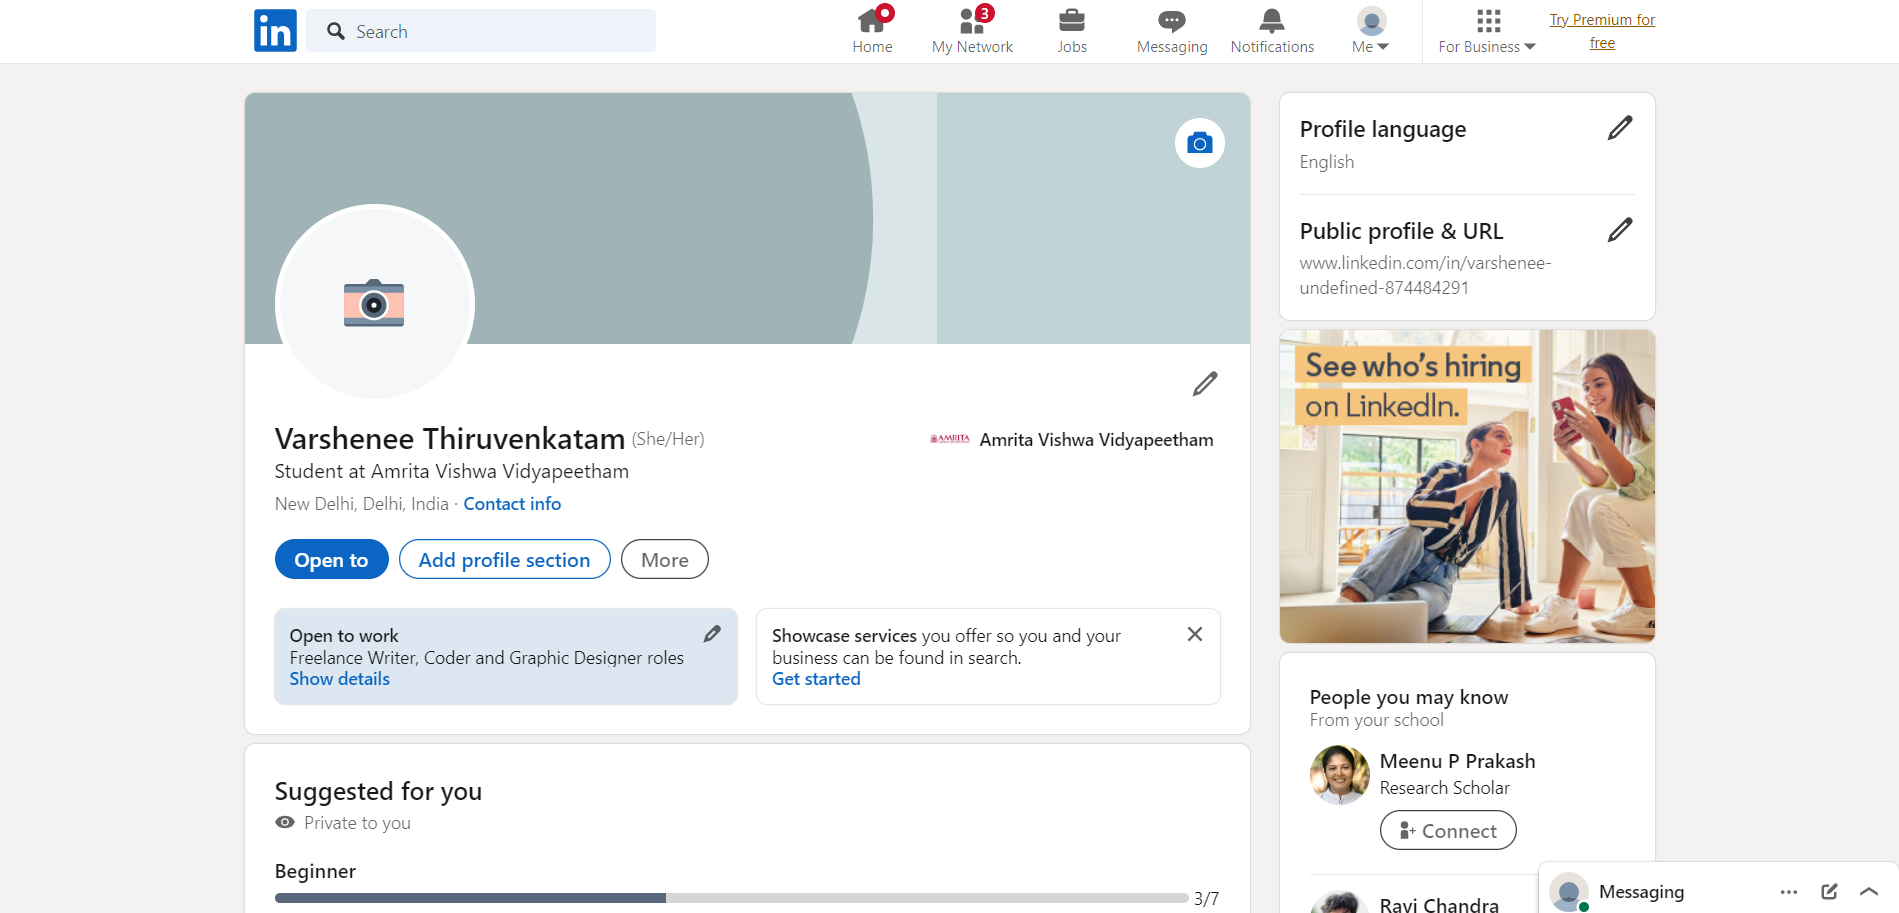 in
Search
Home
3
My Network
Jobs
Messaging
Notifications
Me
For Business
Try Premium for
free
Varshenee Thiruvenkatam (She/Her)
Student at Amrita Vishwa Vidyapeetham
New Delhi, Delhi, India · Contact info
AMRITA Amrita Vishwa Vidyapeetham
Open to
Add profile section
More
Open to work
Freelance Writer, Coder and Graphic Designer roles
Show details
Showcase services you offer so you and your
business can be found in search.
Get started
Suggested for you
Private to you
Beginner
3/7
Profile language
English
Public profile & URL
www.linkedin.com/in/varshenee-
undefined-874484291
See who's hiring
on LinkedIn.
People you may know
From your school
Meenu P Prakash
Research Scholar
Connect
Ravi Chandra
Messaging